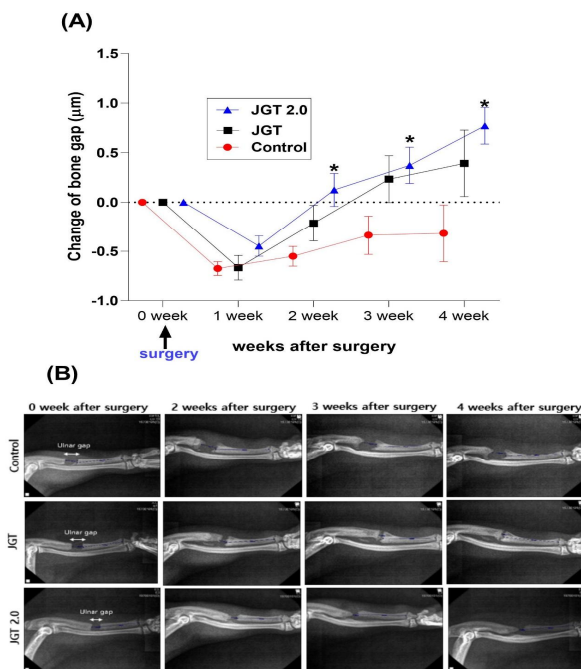 (A)
1.5
1.0
0.5
0.0
-0.5
-1.0
Change of bone gap (μm)
JGT 2.0
JGT
Control
*
*
*
0 week
1 week
2 week
3 week
4 week
surgery
weeks after surgery
(B)
0 week after surgery
2 weeks after surgery
3 weeks after surgery
4 weeks after surgery
Control
Ulnar gap
JGT
Ulnar gap
JGT 2.0
Ulnar gap